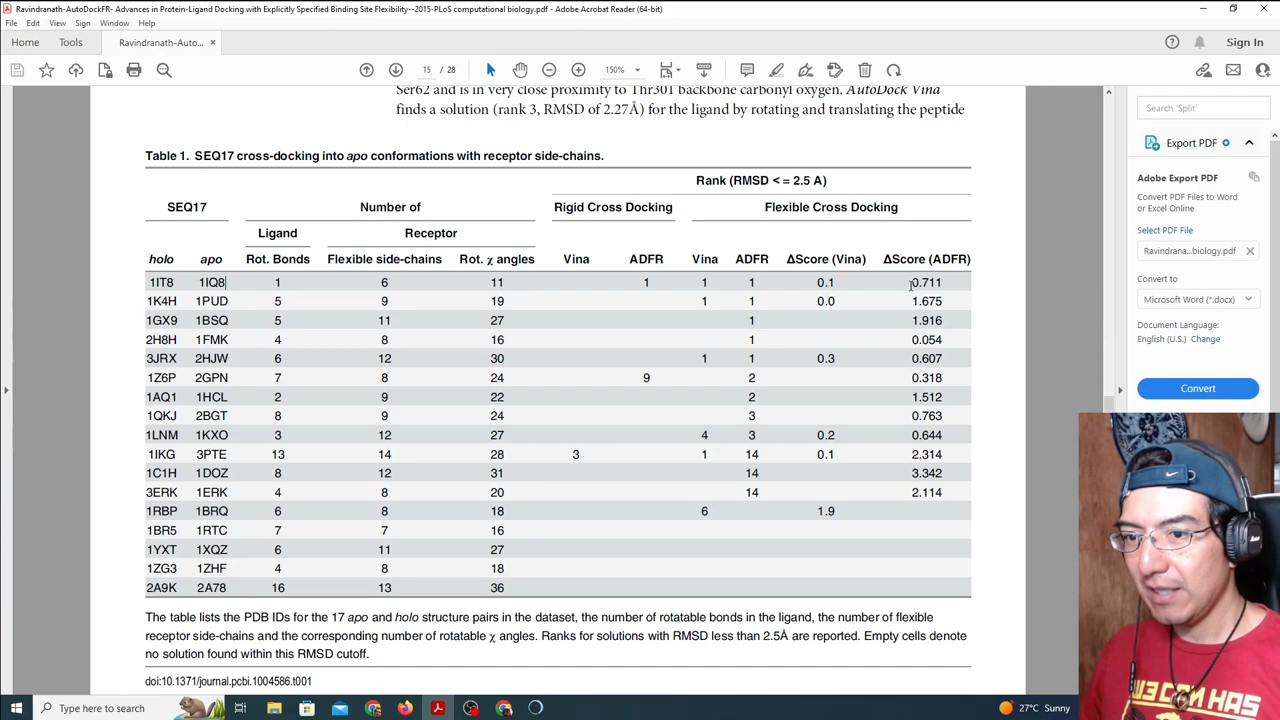 Ravindranath-AutoDockFR- Advances in Protein-Ligand Docking with Explicitly Specified Binding Site Flexibility--2015-PLoS computational biology.pdf - Adobe Acrobat Reader (64-bit)
File Edit View Sign Window Help
Home Tools Ravindranath-Auto... × Sign In
15 / 28 150%
Ser62 and is in very close proximity to Thr301 backbone carbonyl oxygen. AutoDock Vina
finds a solution (rank 3, RMSD of 2.27Å) for the ligand by rotating and translating the peptide
Table 1. SEQ17 cross-docking into apo conformations with receptor side-chains.
Rank (RMSD < = 2.5 A)
SEQ17 Number of Rigid Cross Docking Flexible Cross Docking
Ligand Receptor
holo apo Rot. Bonds Flexible side-chains Rot. χ angles Vina ADFR Vina ADFR ΔScore (Vina) ΔScore (ADFR)
1IT8 1IQ8 1 6 11 1 1 1 0.1 0.711
1K4H 1PUD 5 9 19 1 1 0.0 1.675
1GX9 1BSQ 5 11 27 1 1.916
2H8H 1FMK 4 8 16 1 0.054
3JRX 2HJW 6 12 30 1 1 0.3 0.607
1Z6P 2GPN 7 8 24 9 2 0.318
1AQ1 1HCL 2 9 22 2 1.512
1QKJ 2BGT 8 9 24 3 0.763
1LNM 1KXO 3 12 27 4 3 0.2 0.644
1IKG 3PTE 13 14 28 3 1 14 0.1 2.314
1C1H 1DOZ 8 12 31 14 3.342
3ERK 1ERK 4 8 20 14 2.114
1RBP 1BRQ 6 8 18 6 1.9
1BR5 1RTC 7 7 16
1YXT 1XQZ 6 11 27
1ZG3 1ZHF 4 8 18
2A9K 2A78 16 13 36
The table lists the PDB IDs for the 17 apo and holo structure pairs in the dataset, the number of rotatable bonds in the ligand, the number of flexible
receptor side-chains and the corresponding number of rotatable χ angles. Ranks for solutions with RMSD less than 2.5Å are reported. Empty cells denote
no solution found within this RMSD cutoff.
doi:10.1371/journal.pcbi.1004586.t001
Search 'Split'
Export PDF
Adobe Export PDF
Convert PDF Files to Word
or Excel Online
Select PDF File
Ravindrana...biology.pdf ×
Convert to
Microsoft Word (*.docx)
Document Language:
English (U.S.) Change
Convert
Type here to search
27°C Sunny